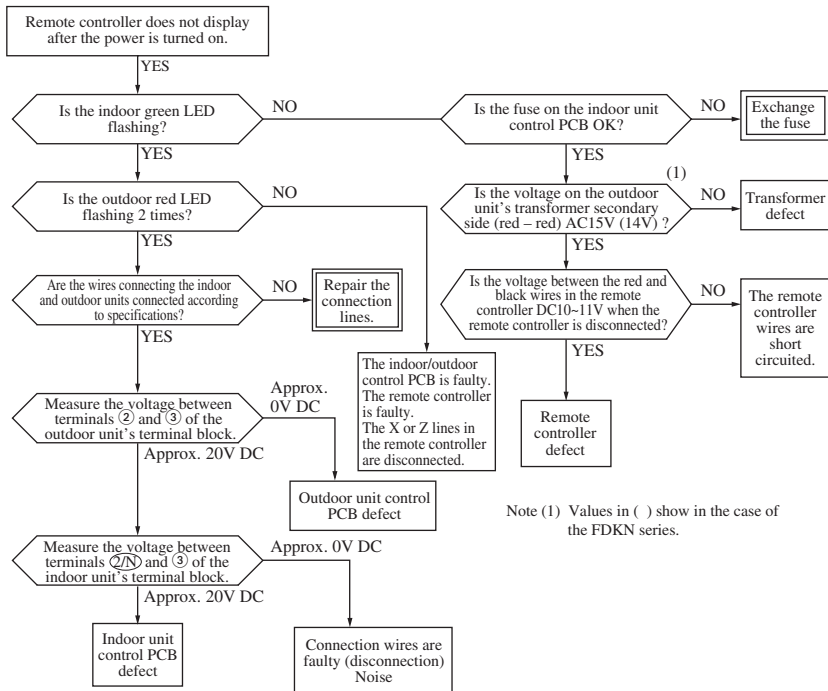 Remote controller does not display
after the power is turned on.
YES
Is the indoor green LED
flashing?
NO
Is the fuse on the indoor unit
control PCB OK?
NO
Exchange
the fuse
YES
YES
(1)
Is the outdoor red LED
flashing 2 times?
NO
Is the voltage on the outdoor
unit's transformer secondary
side (red – red) AC15V (14V) ?
NO
Transformer
defect
YES
YES
Are the wires connecting the indoor
and outdoor units connected according
to specifications?
NO
Repair the
connection
lines.
Is the voltage between the red and
black wires in the remote
controller DC10~11V when the
remote controller is disconnected?
NO
The remote
controller
wires are
short
circuited.
YES
YES
The indoor/outdoor
control PCB is faulty.
The remote controller
is faulty.
The X or Z lines in
the remote controller
are disconnected.
Remote
controller
defect
Measure the voltage between
terminals ② and ③ of the
outdoor unit's terminal block.
Approx.
0V DC
Approx. 20V DC
Outdoor unit control
PCB defect
Note (1) Values in ( ) show in the case of
the FDKN series.
Measure the voltage between
terminals 2/N and ③ of the
indoor unit's terminal block.
Approx. 0V DC
Approx. 20V DC
Indoor unit
control PCB
defect
Connection wires are
faulty (disconnection)
Noise